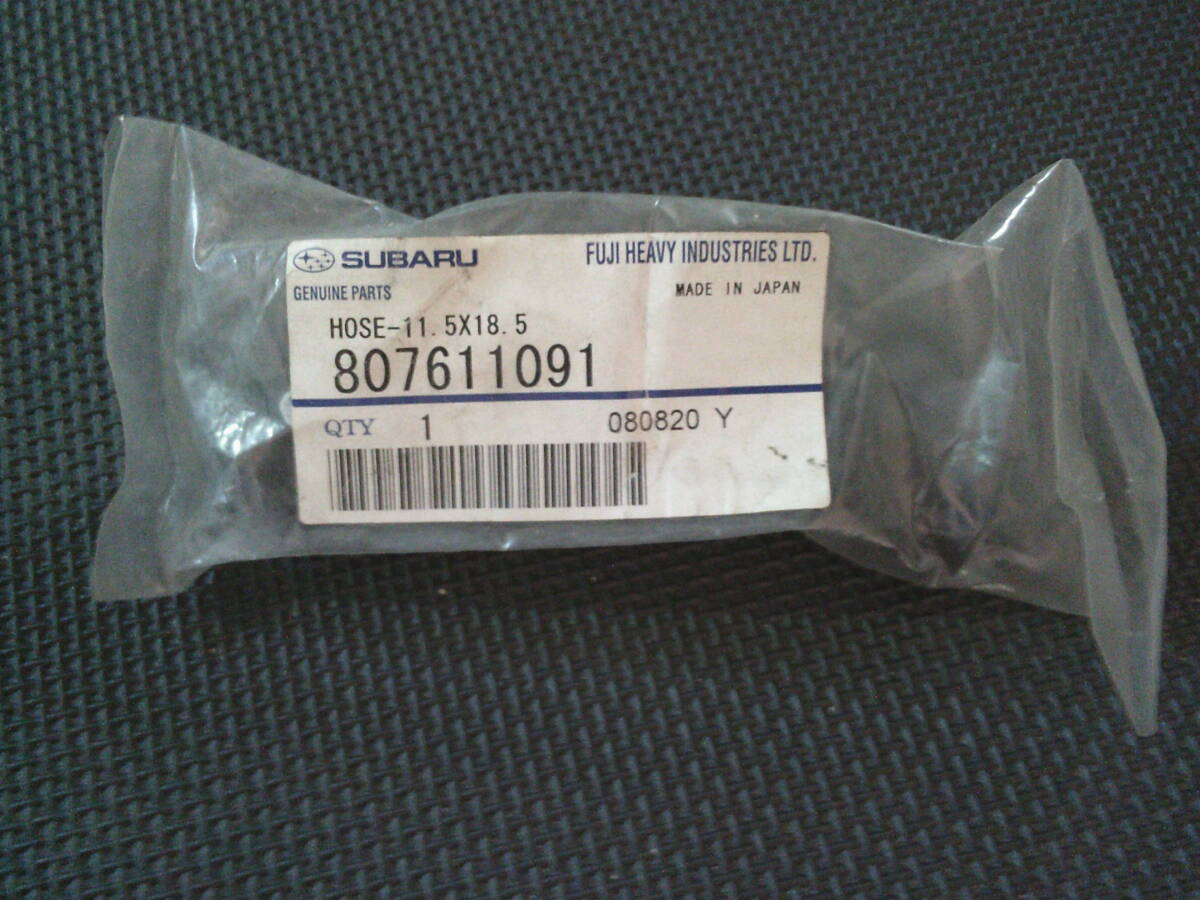 SUBARU FUJI HEAVY INDUSTRIES LTD.
GENUINE PARTS MADE IN JAPAN
HOSE-11.5X18.5
807611091
QTY 1 080820 Y